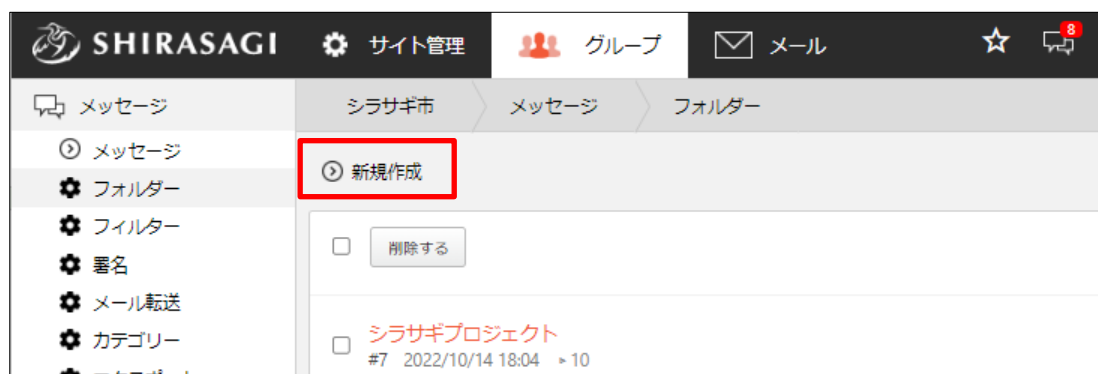 SHIRASAGI サイト管理 グループ メール 8
メッセージ
シラサギ市 メッセージ フォルダー
メッセージ
フォルダー
フィルター
署名
メール転送
カテゴリー
新規作成
削除する
シラサギプロジェクト
#7 2022/10/14 18:04 ▸ 10